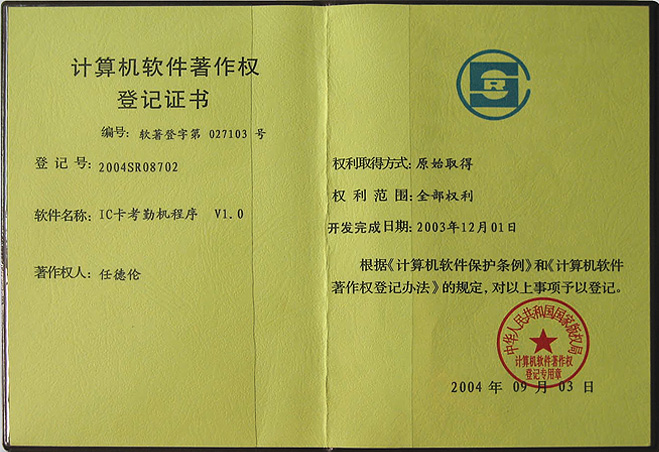 计算机软件著作权
登记证书
编号: 软著登字第 027103 号
登 记 号: 2004SR08702
软件名称: IC卡考勤机程序 V1.0
著作权人: 任德伦
R
权利取得方式: 原始取得
权 利 范 围: 全部权利
开发完成日期: 2003年12月01日
根据《计算机软件保护条例》和《计算机软件
著作权登记办法》的规定, 对以上事项予以登记。
中华人民共和国国家版权局
计算机软件著作权
登记专用章
2004 年 09 月 03 日